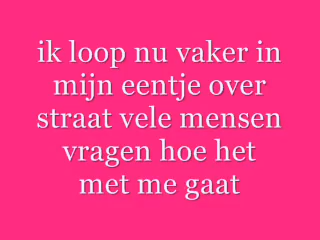 ik loop nu vaker in
mijn eentje over
straat vele mensen
vragen hoe het
met me gaat